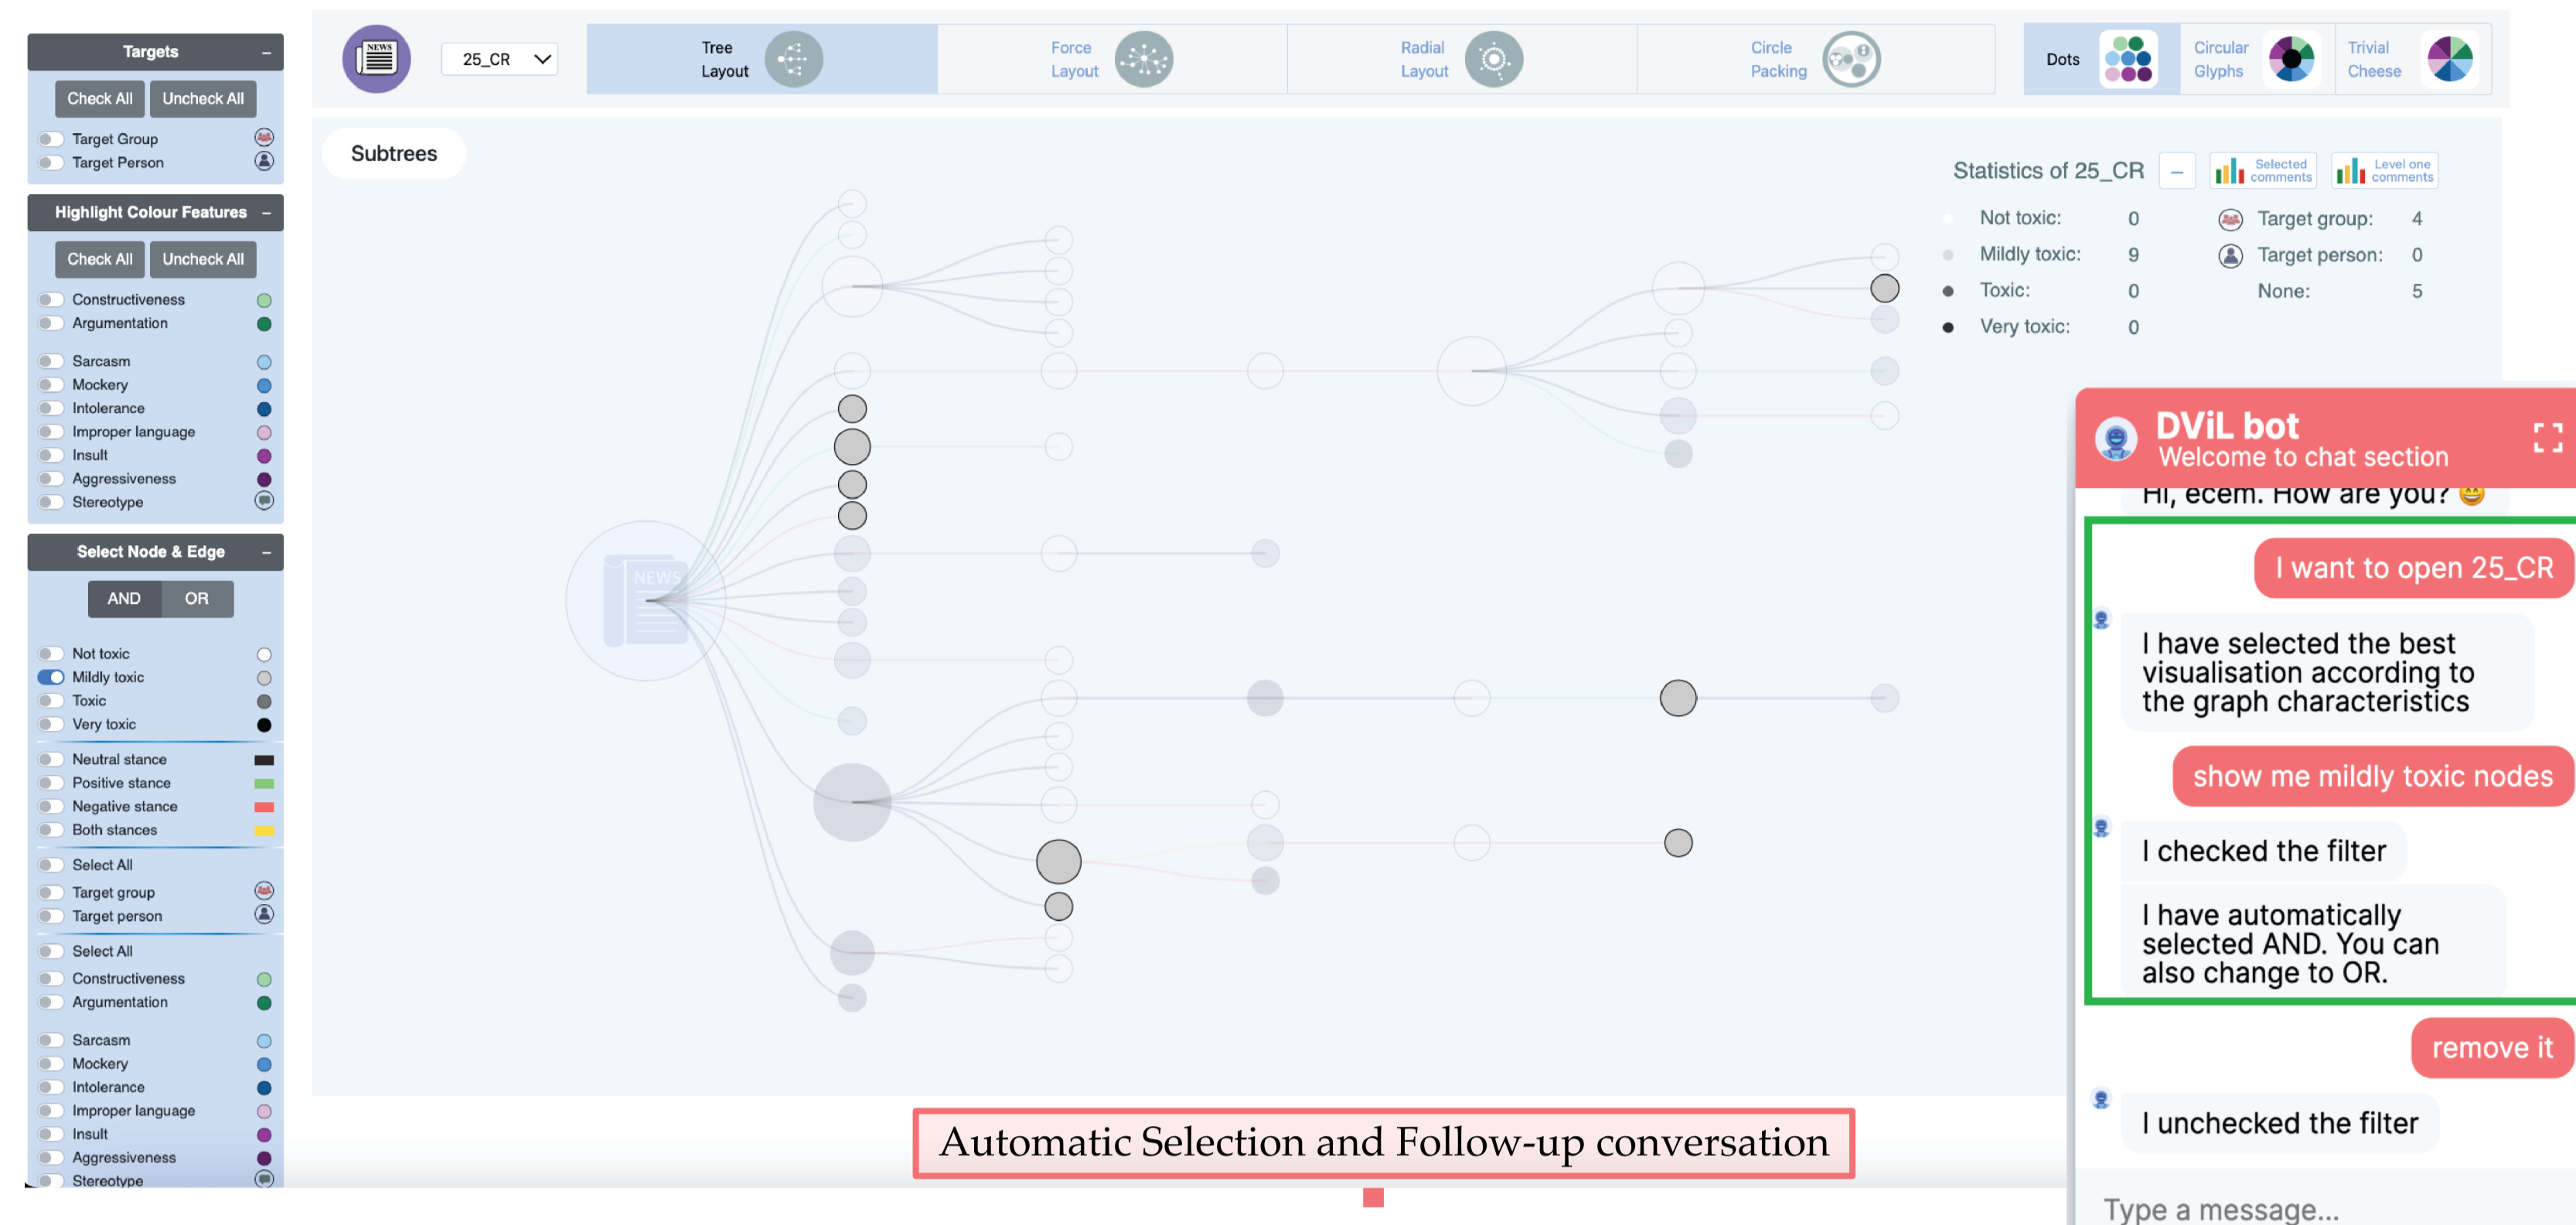 Targets –
Check All Uncheck All
Target Group
Target Person
Highlight Colour Features –
Check All Uncheck All
Constructiveness
Argumentation
Sarcasm
Mockery
Intolerance
Improper language
Insult
Aggressiveness
Stereotype
Select Node & Edge –
AND OR
Not toxic
Mildly toxic
Toxic
Very toxic
Neutral stance
Positive stance
Negative stance
Both stances
Select All
Target group
Target person
Select All
Constructiveness
Argumentation
Sarcasm
Mockery
Intolerance
Improper language
Insult
Aggressiveness
Stereotype
NEWS
25_CR
Tree
Layout
Force
Layout
Radial
Layout
Circle
Packing
Dots
Circular
Glyphs
Trivial
Cheese
Subtrees
NEWS
Statistics of 25_CR –
Selected
comments
Level one
comments
Not toxic: 0
Mildly toxic: 9
Toxic: 0
Very toxic: 0
Target group: 4
Target person: 0
None: 5
DViL bot
Welcome to chat section
Hi, ecem. How are you? 😄
I want to open 25_CR
I have selected the best
visualisation according to
the graph characteristics
show me mildly toxic nodes
I checked the filter
I have automatically
selected AND. You can
also change to OR.
remove it
I unchecked the filter
Type a message...
Automatic Selection and Follow-up conversation